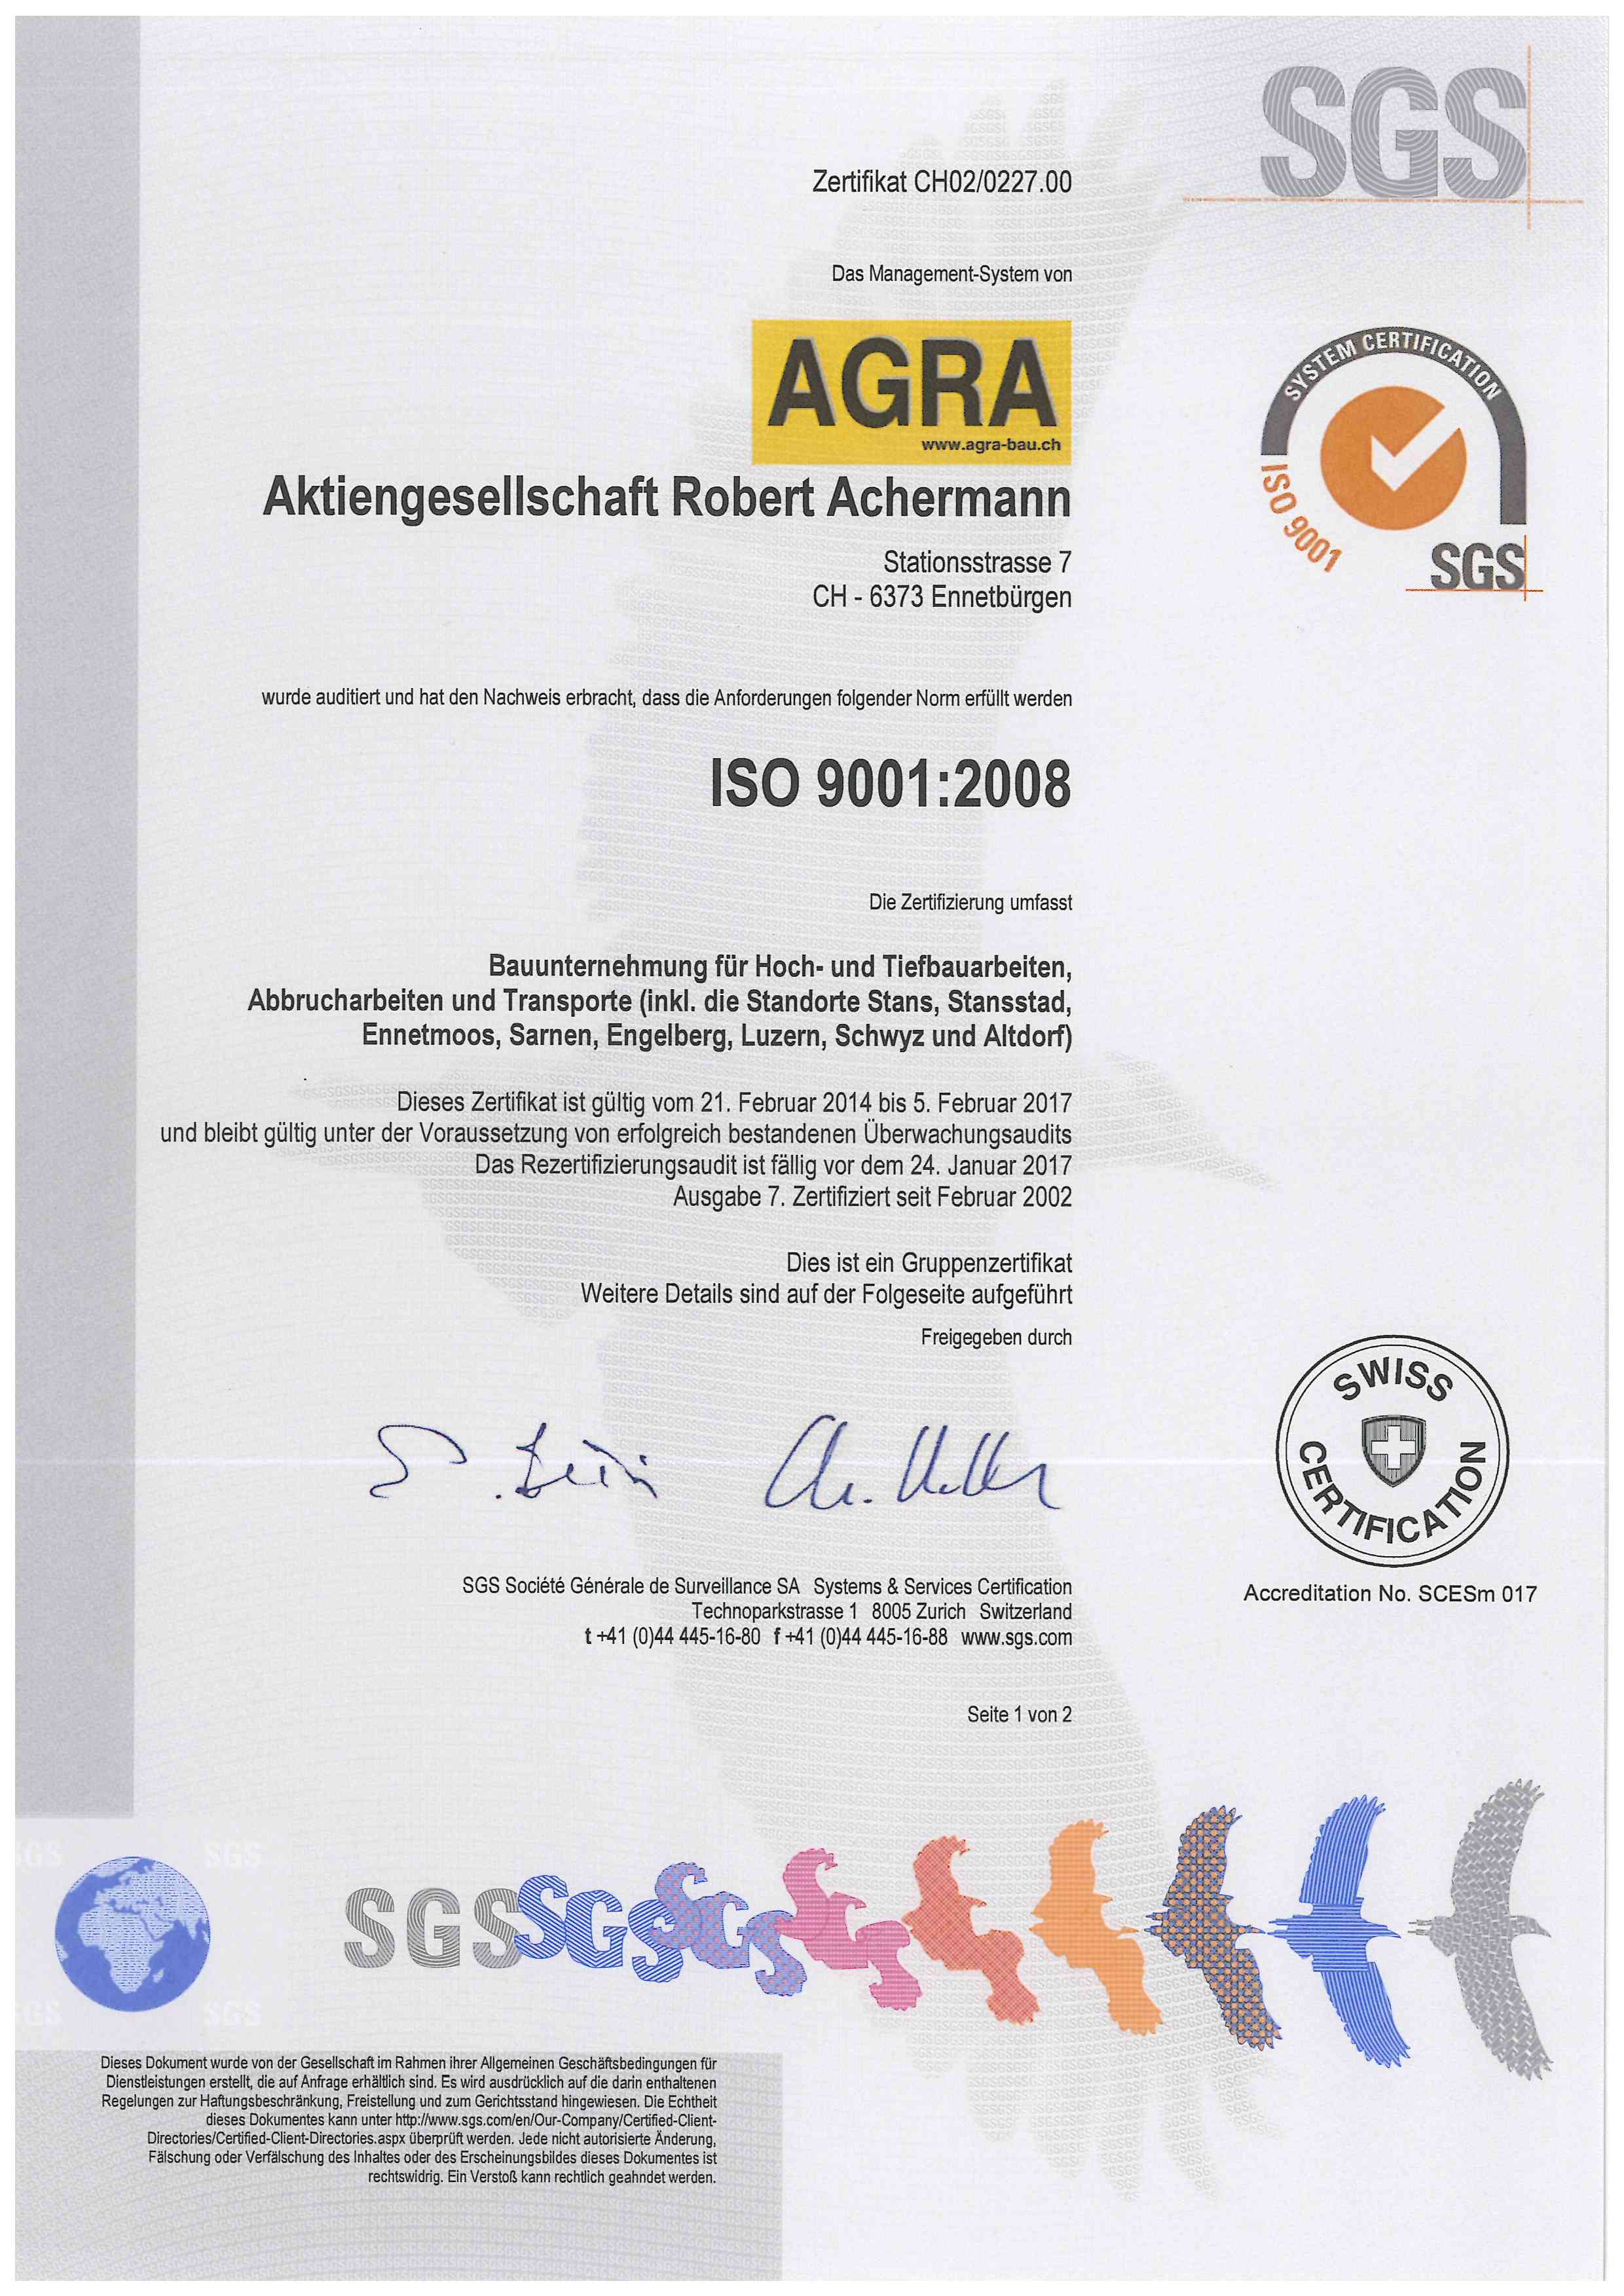 SGS
Zertifikat CH02/0227.00
Das Management-System von
AGRA
www.agra-bau.ch
Aktiengesellschaft Robert Achermann
Stationsstrasse 7
CH - 6373 Ennetbürgen
SYSTEM CERTIFICATION
ISO 9001
SGS
wurde auditiert und hat den Nachweis erbracht, dass die Anforderungen folgender Norm erfüllt werden
ISO 9001:2008
Die Zertifizierung umfasst
Bauunternehmung für Hoch- und Tiefbauarbeiten,
Abbrucharbeiten und Transporte (inkl. die Standorte Stans, Stansstad,
Ennetmoos, Sarnen, Engelberg, Luzern, Schwyz und Altdorf)
Dieses Zertifikat ist gültig vom 21. Februar 2014 bis 5. Februar 2017
und bleibt gültig unter der Voraussetzung von erfolgreich bestandenen Überwachungsaudits
Das Rezertifizierungsaudit ist fällig vor dem 24. Januar 2017
Ausgabe 7. Zertifiziert seit Februar 2002
Dies ist ein Gruppenzertifikat
Weitere Details sind auf der Folgeseite aufgeführt
Freigegeben durch
SWISS
CERTIFICATION
Accreditation No. SCESm 017
SGS Société Générale de Surveillance SA Systems & Services Certification
Technoparkstrasse 1 8005 Zurich Switzerland
t +41 (0)44 445-16-80 f +41 (0)44 445-16-88 www.sgs.com
Seite 1 von 2
SGS SGS SGS
Dieses Dokument wurde von der Gesellschaft im Rahmen ihrer Allgemeinen Geschäftsbedingungen für
Dienstleistungen erstellt, die auf Anfrage erhältlich sind. Es wird ausdrücklich auf die darin enthaltenen
Regelungen zur Haftungsbeschränkung, Freistellung und zum Gerichtsstand hingewiesen. Die Echtheit
dieses Dokumentes kann unter http://www.sgs.com/en/Our-Company/Certified-Client-
Directories/Certified-Client-Directories.aspx überprüft werden. Jede nicht autorisierte Änderung,
Fälschung oder Verfälschung des Inhaltes oder des Erscheinungsbildes dieses Dokumentes ist
rechtswidrig. Ein Verstoß kann rechtlich geahndet werden.